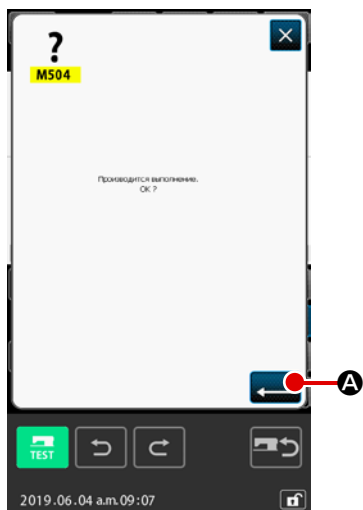 ?
M504
Производится выполнение.
OK ?
A
TEST
2019.06.04 a.m.09:07